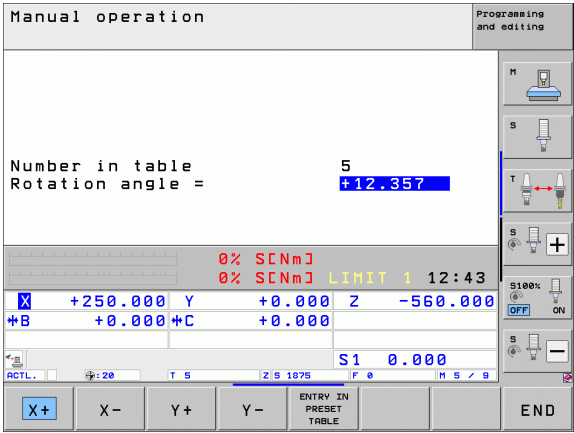 Manual operation
Programming
and editing
M
Number in table 5
Rotation angle = +12.357
S
T
S
0% S[Nm]
0% S[Nm] LIMIT 1 12:43
X +250.000 Y +0.000 Z -560.000
B +0.000 C +0.000
S100%
OFF ON
S1 0.000
S
ACTL. :20 T 5 Z S 1875 F 0 M 5 / 9
X+ X- Y+ Y- ENTRY IN
PRESET
TABLE
END